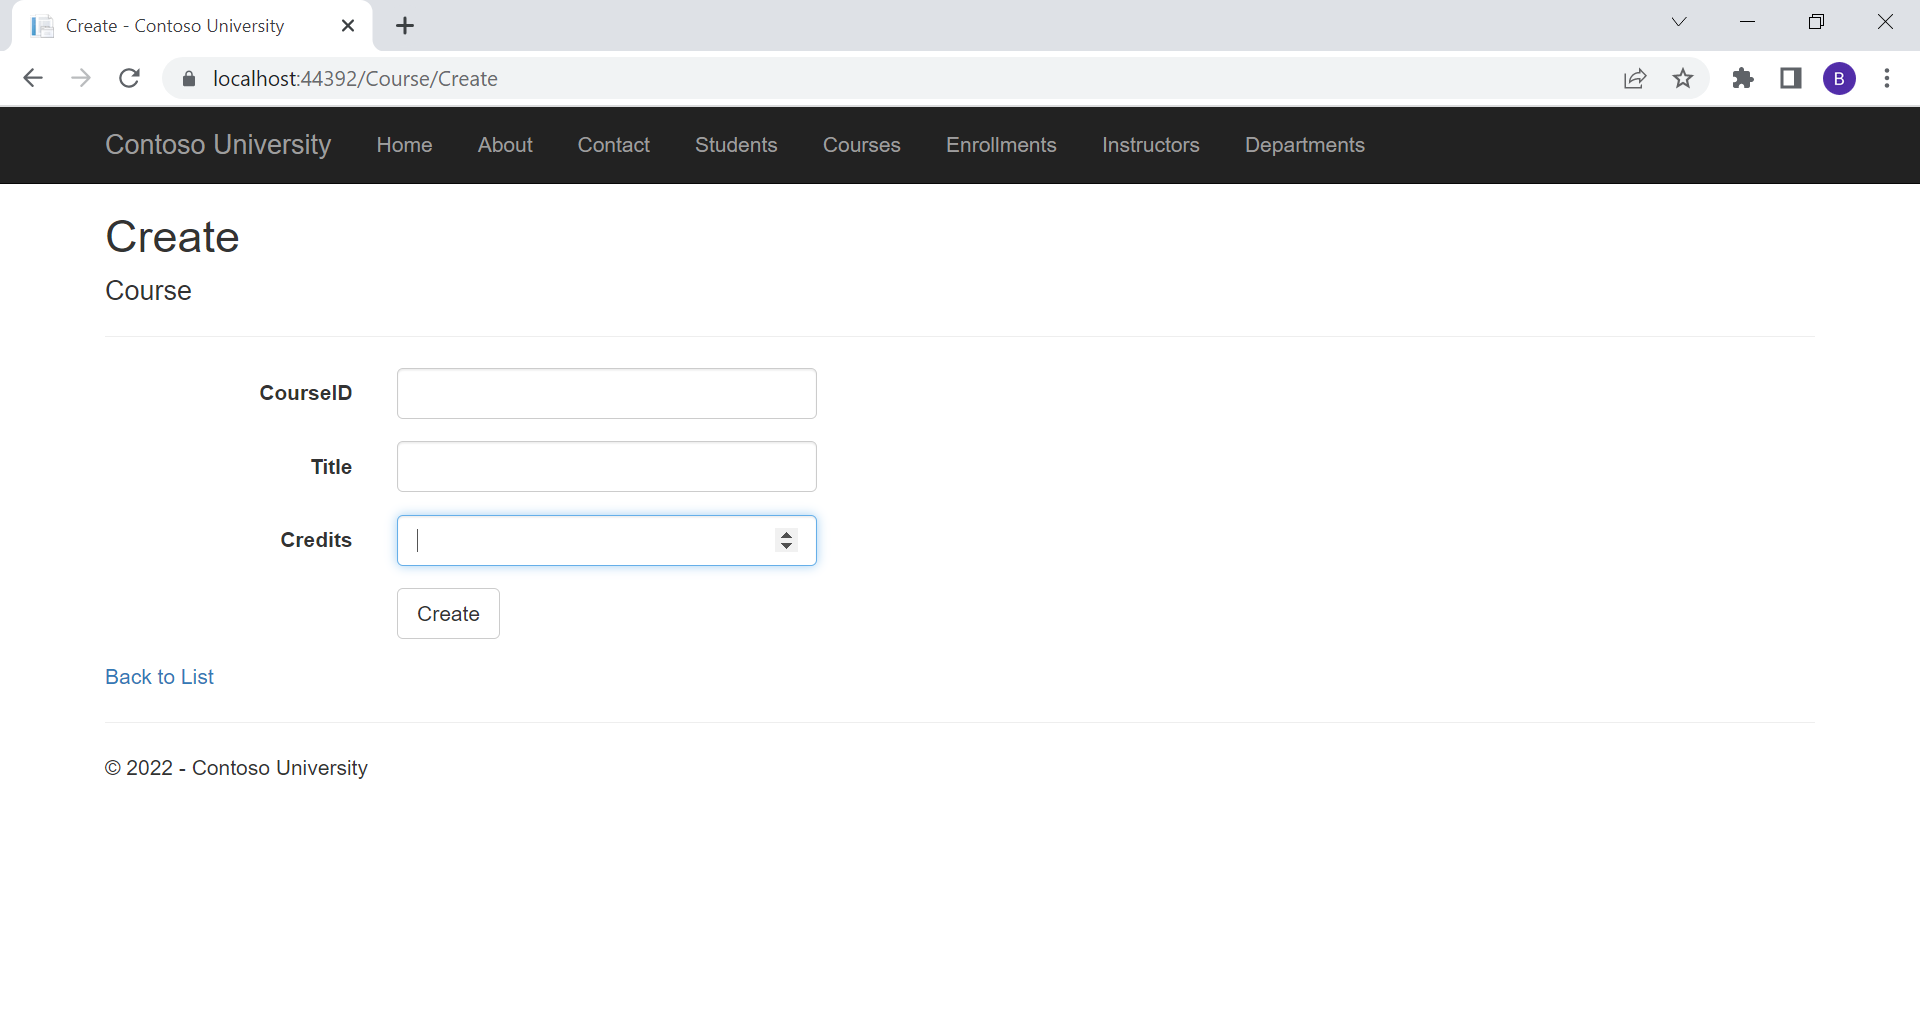 Create - Contoso University
localhost:44392/Course/Create
B
Contoso University Home About Contact Students Courses Enrollments Instructors Departments
Create
Course
CourseID
Title
Credits
Create
Back to List
© 2022 - Contoso University